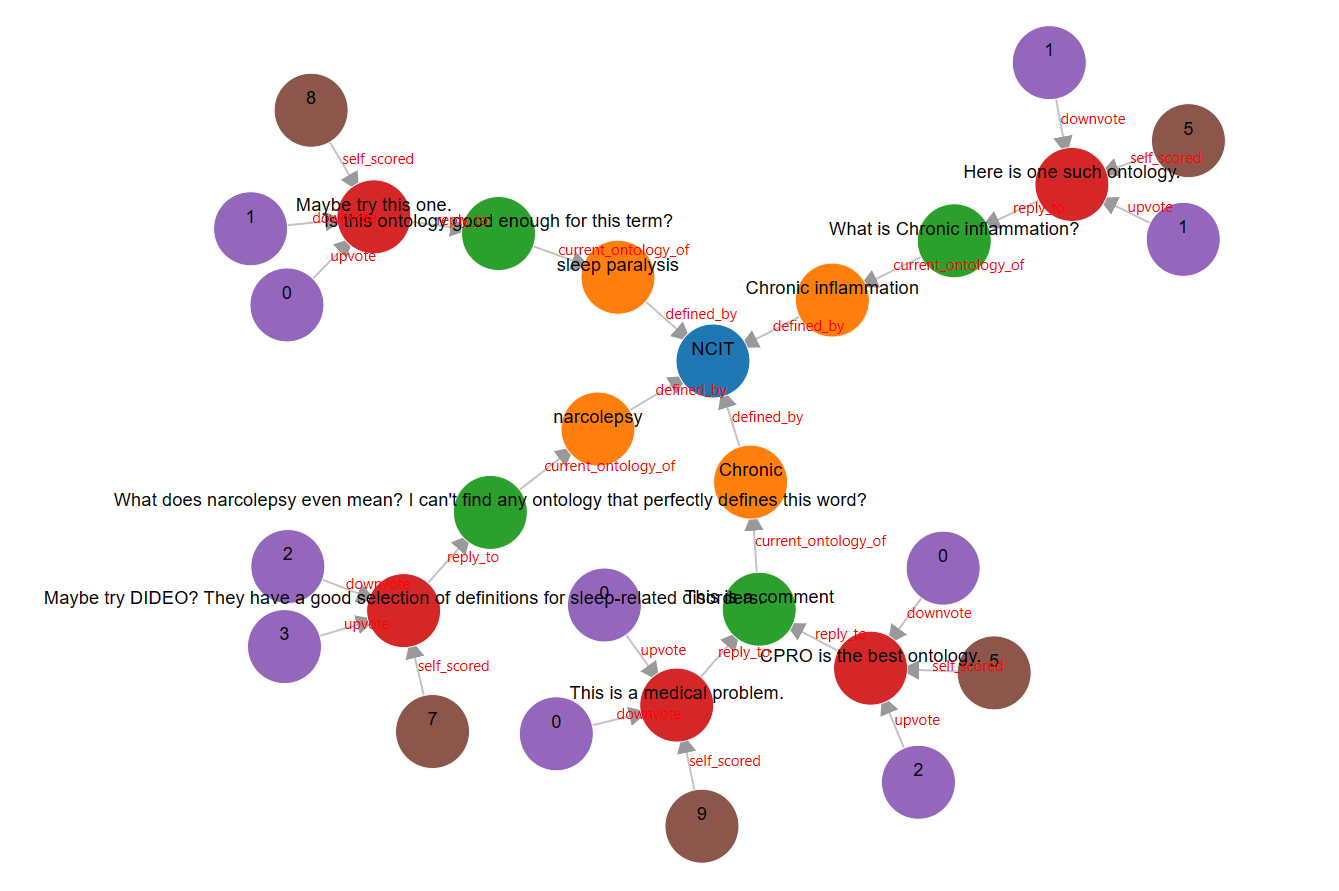 1
downvote
8
5
self_scored
self_scored
Here is one such ontology.
Maybe try this one.
reply_to
upvote
1
downvote
1
Is this ontology good enough for this term?
reply_to
What is Chronic inflammation?
upvote
current_ontology_of
sleep paralysis
current_ontology_of
0
Chronic inflammation
defined_by
defined_by
NCIT
defined_by
narcolepsy
defined_by
current_ontology_of
Chronic
What does narcolepsy even mean? I can't find any ontology that perfectly defines this word?
current_ontology_of
2
reply_to
0
downvote
0
Maybe try DIDEO? They have a good selection of definitions for sleep-related disorders.
This is a comment
downvote
upvote
3
reply_to
upvote
reply_to
CPRO is the best ontology.
self_scored
5
self_scored
This is a medical problem.
downvote
0
7
upvote
self_scored
2
9